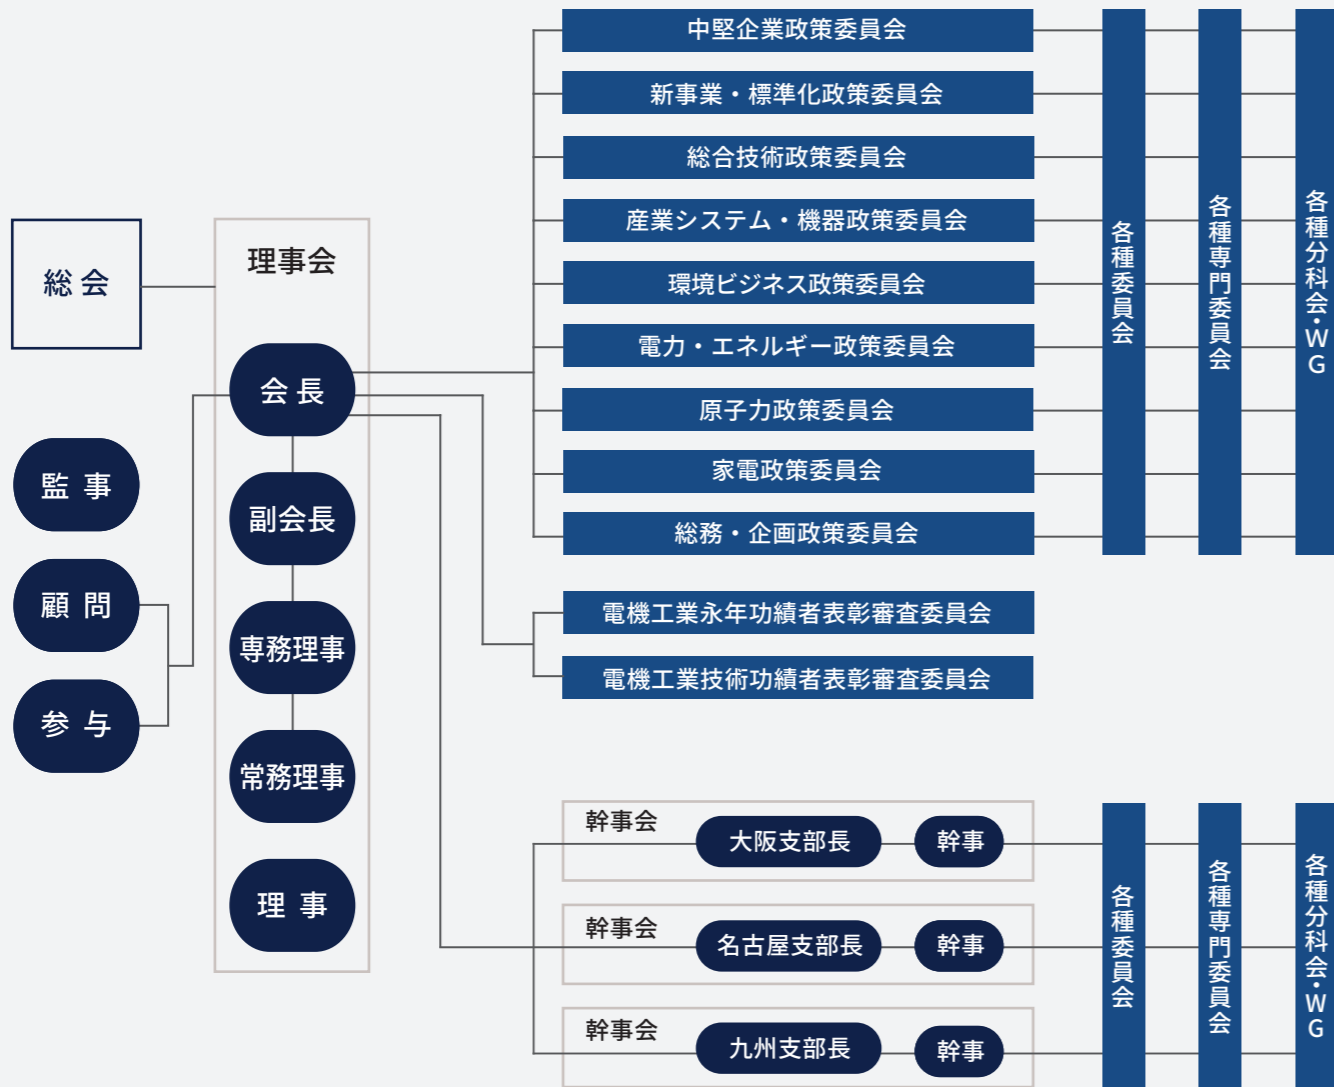 総会
監事
顧問
参与
理事会
会長
副会長
専務理事
常務理事
理事
中堅企業政策委員会
新事業・標準化政策委員会
総合技術政策委員会
産業システム・機器政策委員会
環境ビジネス政策委員会
電力・エネルギー政策委員会
原子力政策委員会
家電政策委員会
総務・企画政策委員会
各種委員会
各種専門委員会
各種分科会・WG
電機工業永年功績者表彰審査委員会
電機工業技術功績者表彰審査委員会
幹事会
大阪支部長
幹事
幹事会
名古屋支部長
幹事
幹事会
九州支部長
幹事
各種委員会
各種専門委員会
各種分科会・WG